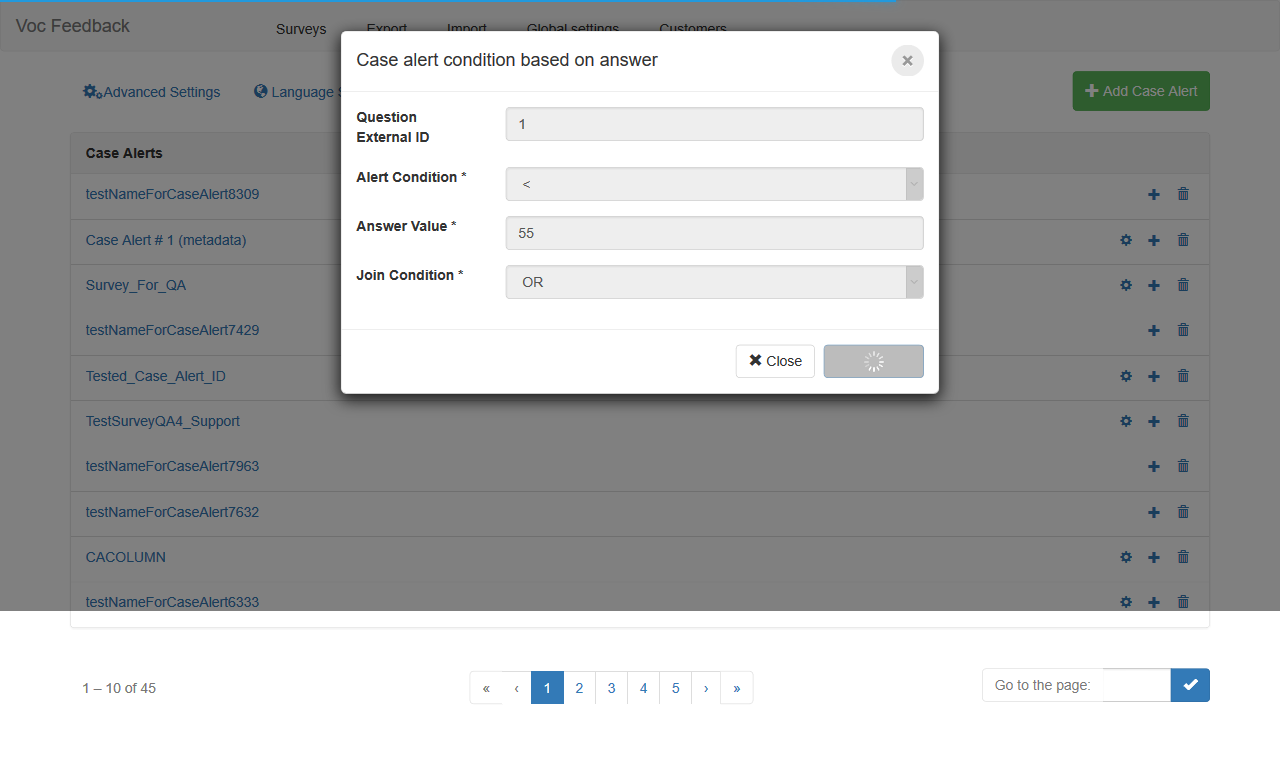 Voc Feedback
Surveys Export Import Global settings Customers
Case alert condition based on answer
Advanced Settings Language S
Add Case Alert
Question
External ID
1
Alert Condition *
<
Answer Value *
55
Join Condition *
OR
Close
Case Alerts
testNameForCaseAlert8309
Case Alert # 1 (metadata)
Survey_For_QA
testNameForCaseAlert7429
Tested_Case_Alert_ID
TestSurveyQA4_Support
testNameForCaseAlert7963
testNameForCaseAlert7632
CACOLUMN
testNameForCaseAlert6333
1 – 10 of 45
« ‹ 1 2 3 4 5 › »
Go to the page: